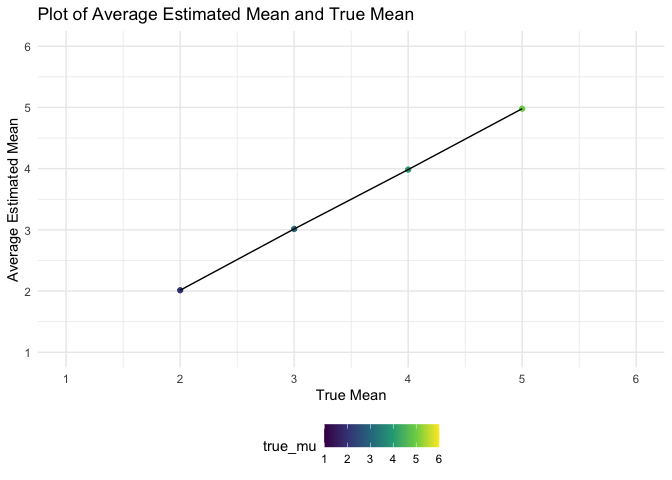 Plot of Average Estimated Mean and True Mean
6
5
4
3
2
1
Average Estimated Mean
1 2 3 4 5 6
True Mean
true_mu
1 2 3 4 5 6